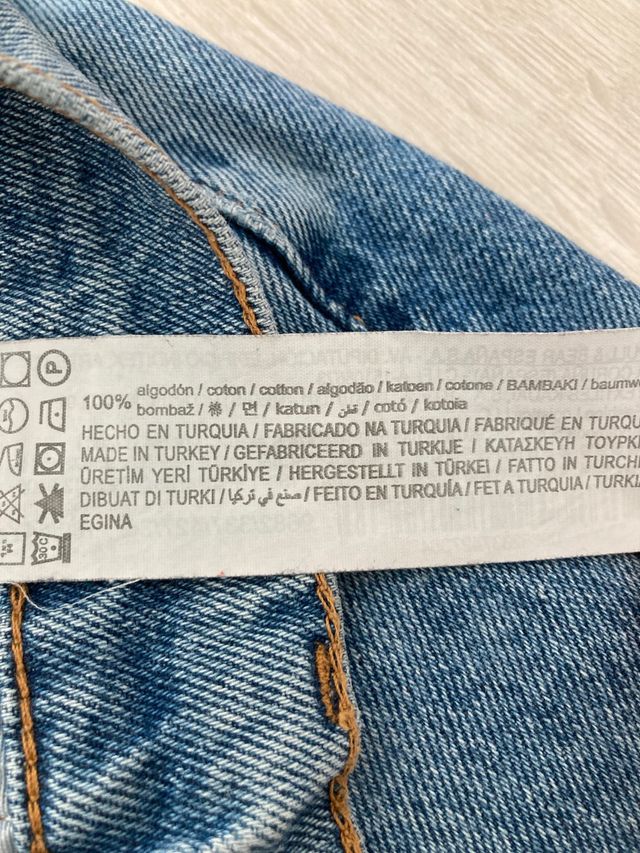 100% algodón / coton / cotton / algodão / katoen / cotone / BAMBAKI / baumw
bombaž / 棉 / 면 / katun / قطن / cotó / kotoia
HECHO EN TURQUIA / FABRICADO NA TURQUIA / FABRIQUÉ EN TURQU
MADE IN TURKEY / GEFABRICEERD IN TURKIJE / ΚΑΤΑΣΚΕΥΗ ΤΟΥΡΚΙ
ÜRETİM YERİ TÜRKİYE / HERGESTELLT IN TÜRKEI / FATTO IN TURCHI
DIBUAT DI TURKI / صنع في تركيا / FEITO EN TURQUÍA / FET A TURQUIA / TURKIA
EGINA
P
30°C